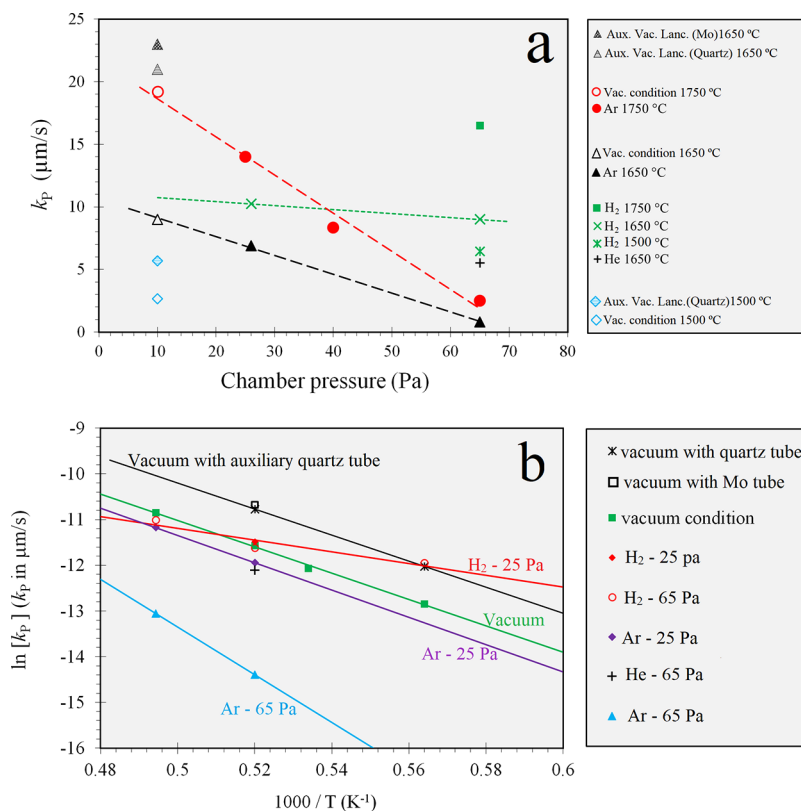 a
25
20
15
10
5
0
kP (µm/s)
0 10 20 30 40 50 60 70 80
Chamber pressure (Pa)
Aux. Vac. Lanc. (Mo)1650 ºC
Aux. Vac. Lanc. (Quartz) 1650 ºC
Vac. condition 1750 ºC
Ar 1750 °C
Vac. condition 1650 ºC
Ar 1650 °C
H2 1750 °C
H2 1650 °C
H2 1500 °C
He 1650 °C
Aux. Vac. Lanc.(Quartz)1500 ºC
Vac. condition 1500 ºC
b
-9
-10
-11
-12
-13
-14
-15
-16
ln [kP] (kP in µm/s)
Vacuum with auxiliary quartz tube
H2 - 25 Pa
Vacuum
Ar - 25 Pa
Ar - 65 Pa
0.48 0.5 0.52 0.54 0.56 0.58 0.6
1000 / T (K-1)
vacuum with quartz tube
vacuum with Mo tube
vacuum condition
H2 - 25 pa
H2 - 65 Pa
Ar - 25 Pa
He - 65 Pa
Ar - 65 Pa